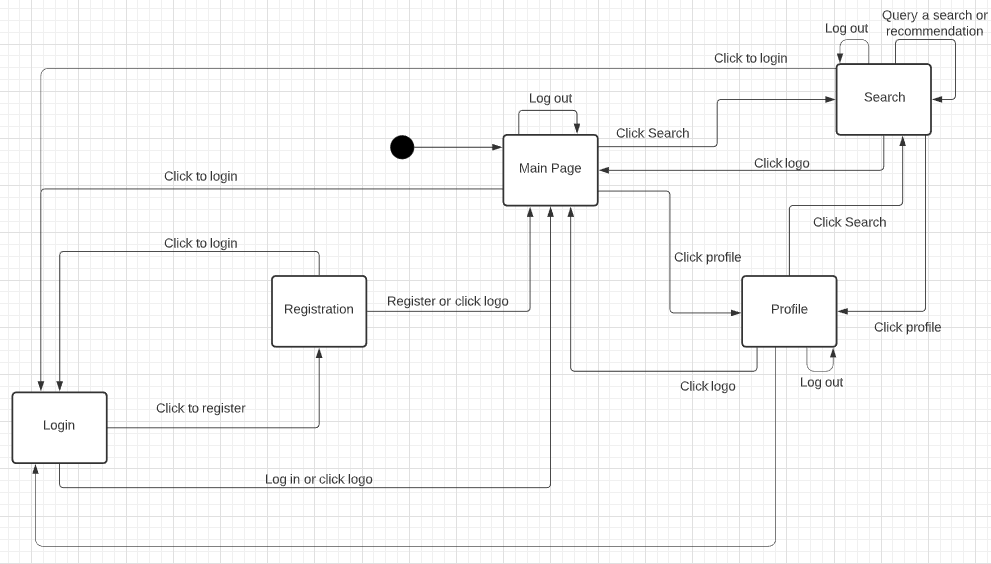 Query a search or
recommendation
Log out
Click to login
Search
Log out
Click Search
Main Page
Click logo
Click to login
Click Search
Click to login
Click profile
Registration
Register or click logo
Profile
Click profile
Click logo
Log out
Click to register
Login
Log in or click logo